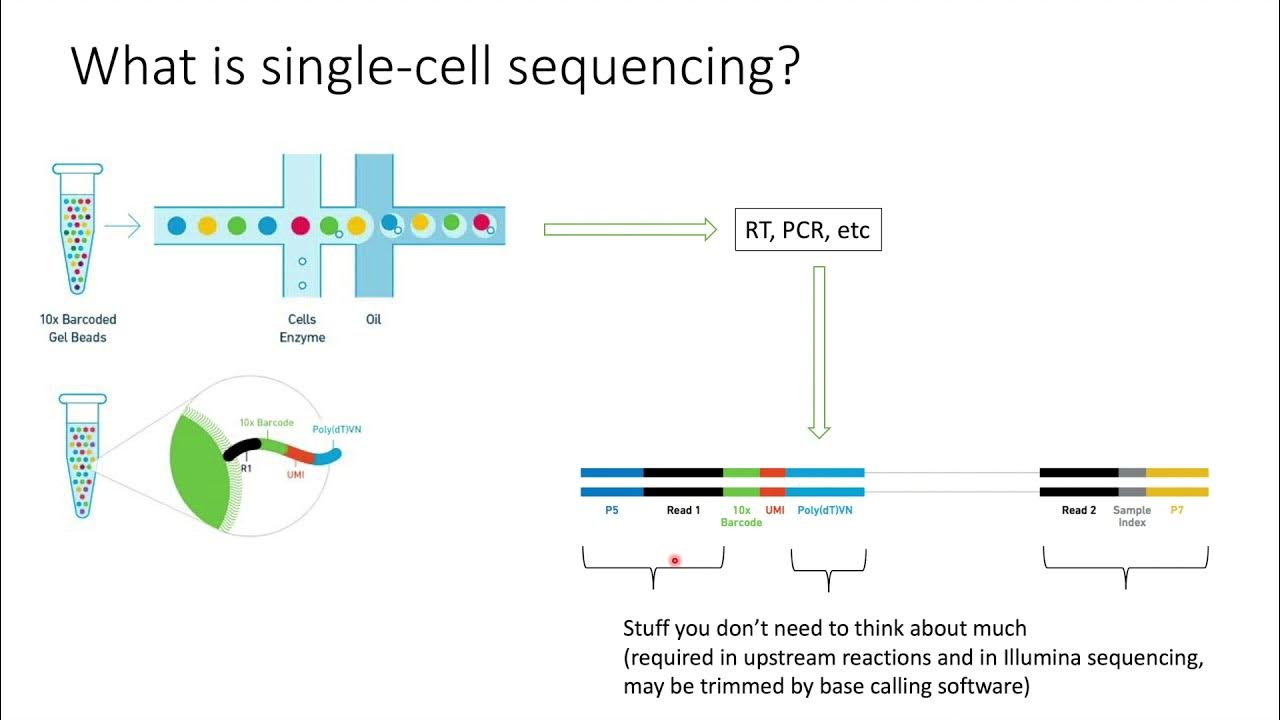 What is single-cell sequencing?
10x Barcoded
Gel Beads
Cells
Enzyme
Oil
RT, PCR, etc
10x Barcode
Poly(dT)VN
R1
UMI
P5
Read 1
10x
Barcode
UMI
Poly(dT)VN
Read 2
Sample
Index
P7
Stuff you don’t need to think about much
(required in upstream reactions and in Illumina sequencing,
may be trimmed by base calling software)